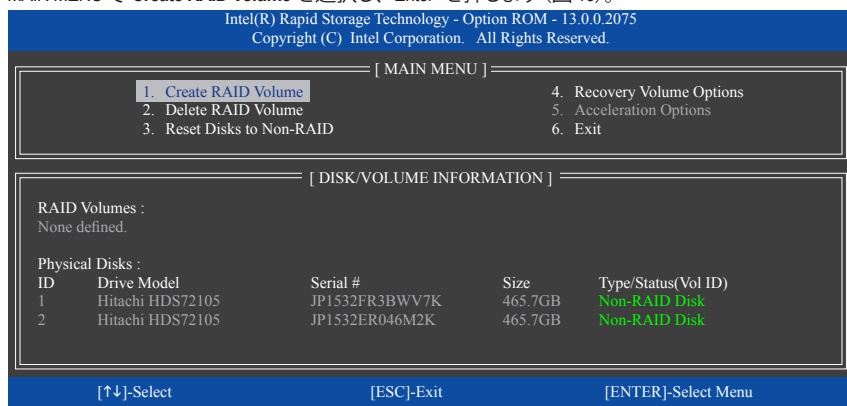 MAIN MENU で Create RAID Volume を選択し、Enter を押します (図 13)。
Intel(R) Rapid Storage Technology - Option ROM - 13.0.0.2075
Copyright (C) Intel Corporation. All Rights Reserved.
[ MAIN MENU ]
1. Create RAID Volume
2. Delete RAID Volume
3. Reset Disks to Non-RAID
4. Recovery Volume Options
5. Acceleration Options
6. Exit
[ DISK/VOLUME INFORMATION ]
RAID Volumes :
None defined.
Physical Disks :
ID Drive Model Serial # Size Type/Status(Vol ID)
1 Hitachi HDS72105 JP1532FR3BWV7K 465.7GB Non-RAID Disk
2 Hitachi HDS72105 JP1532ER046M2K 465.7GB Non-RAID Disk
[↑↓]-Select [ESC]-Exit [ENTER]-Select Menu